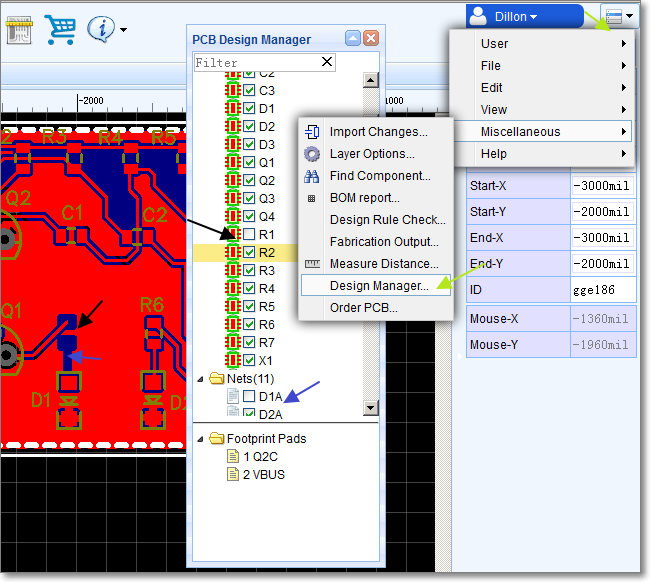 Dillon
PCB Design Manager
Filter
C2
C3
D1
D2
D3
Q1
Q2
Q3
Q4
R1
R2
R3
R4
R5
R6
R7
X1
Nets(11)
D1A
D2A
Footprint Pads
1 Q2C
2 VBUS
User
File
Edit
View
Miscellaneous
Help
Import Changes...
Layer Options...
Find Component...
BOM report...
Design Rule Check...
Fabrication Output...
Measure Distance...
Design Manager...
Order PCB...
Start-X -3000mil
Start-Y -2000mil
End-X -3000mil
End-Y -2000mil
ID gge186
Mouse-X -1360mil
Mouse-Y -1960mil
-2000
1000
2 R3 R4 R5
Q2 C1 C2
Q1 R6
D1 D2